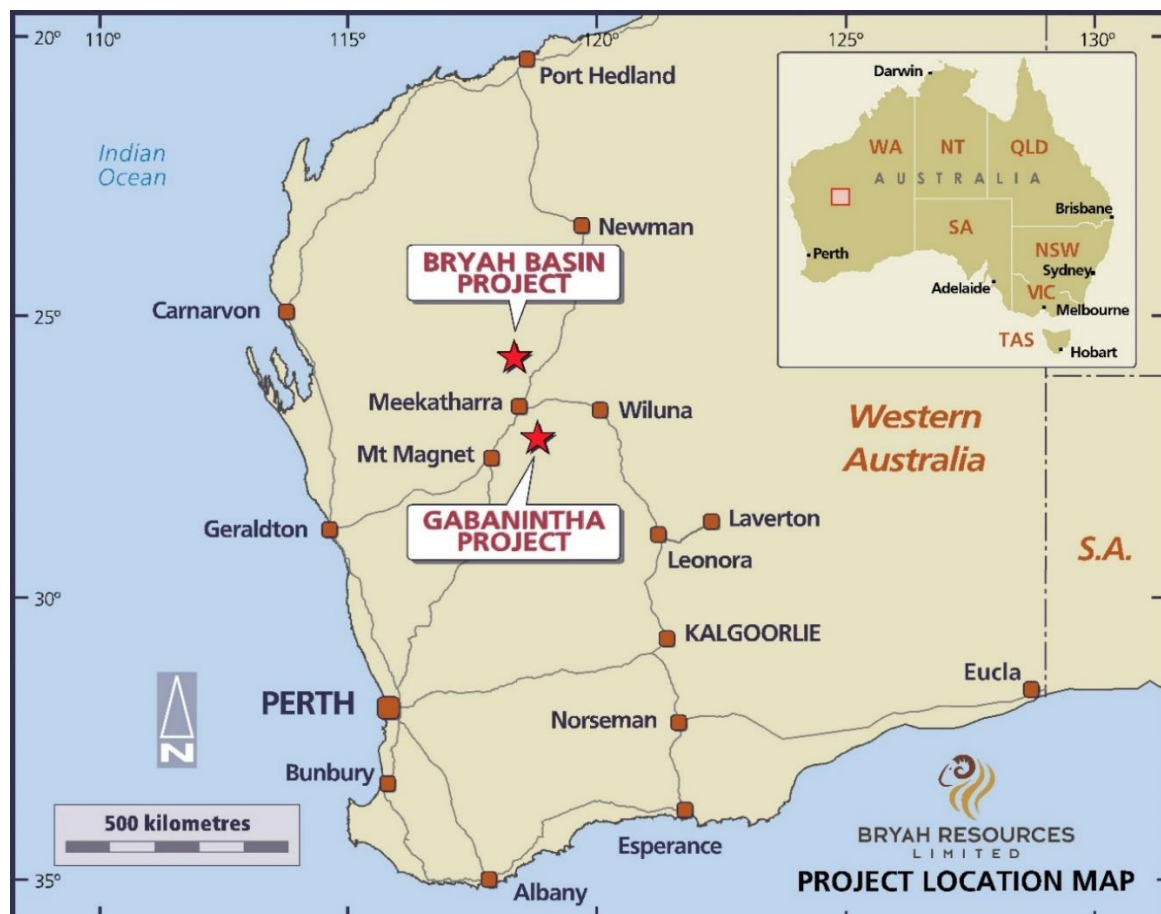 20°
110°
115°
120°
125°
130°
Port Hedland
Indian
Ocean
Newman
BRYAH BASIN
PROJECT
Carnarvon
25°
Meekatharra
Wiluna
Mt Magnet
Western
Australia
GABANINTHA
PROJECT
Geraldton
Laverton
Leonora
S.A.
30°
KALGOORLIE
Eucla
PERTH
Norseman
N
Bunbury
500 kilometres
Esperance
35°
Albany
BRYAH RESOURCES
LIMITED
PROJECT LOCATION MAP
Darwin
WA
NT
QLD
AUSTRALIA
Brisbane
SA
NSW
Perth
Sydney
Adelaide
VIC
Melbourne
TAS
Hobart